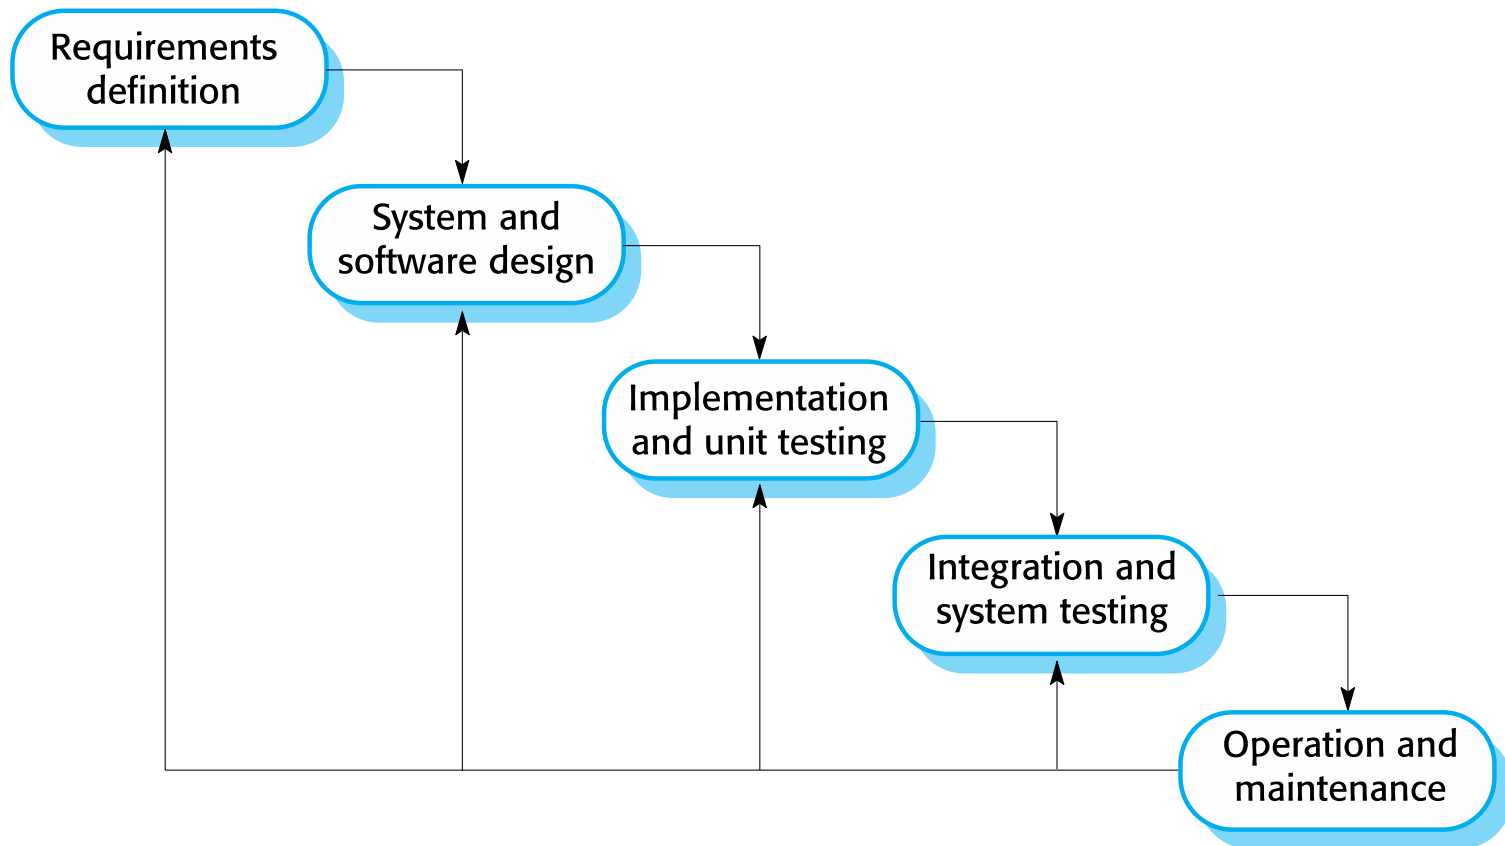 Requirements
definition
System and
software design
Implementation
and unit testing
Integration and
system testing
Operation and
maintenance